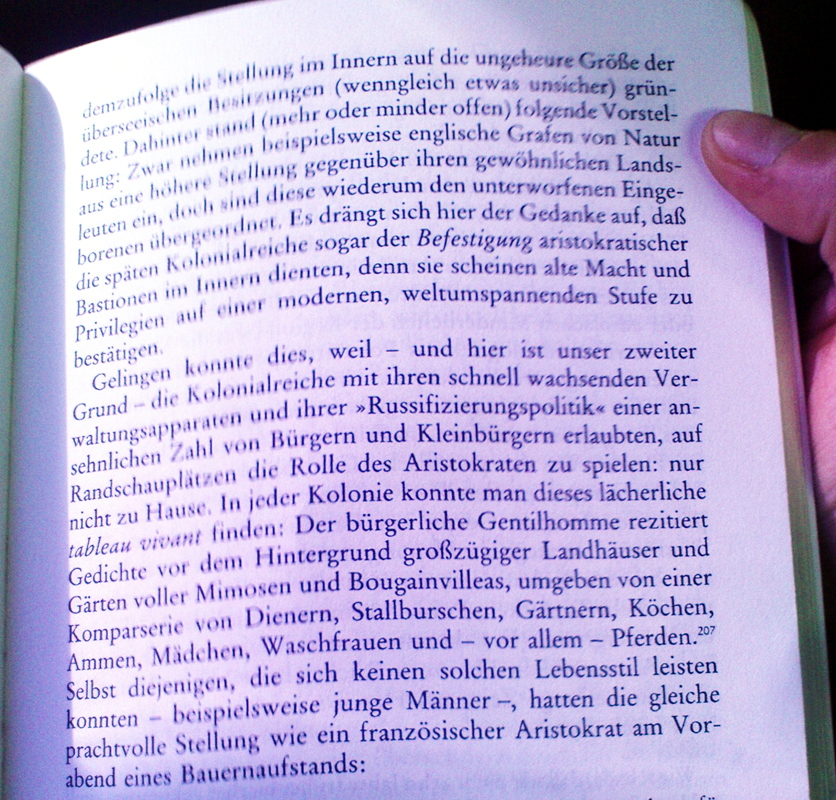 demzufolge die Stellung im Innern auf die ungeheure Größe der
überseeischen Besitzungen (wenngleich etwas unsicher) grün-
dete. Dahinter stand (mehr oder minder offen) folgende Vorstel-
lung: Zwar nehmen beispielsweise englische Grafen von Natur
aus eine höhere Stellung gegenüber ihren gewöhnlichen Lands-
leuten ein, doch sind diese wiederum den unterworfenen Einge-
borenen übergeordnet. Es drängt sich hier der Gedanke auf, daß
die späten Kolonialreiche sogar der Befestigung aristokratischer
Bastionen im Innern dienten, denn sie scheinen alte Macht und
Privilegien auf einer modernen, weltumspannenden Stufe zu
bestätigen.
Gelingen konnte dies, weil – und hier ist unser zweiter
Grund – die Kolonialreiche mit ihren schnell wachsenden Ver-
waltungsapparaten und ihrer »Russifizierungspolitik« einer an-
sehnlichen Zahl von Bürgern und Kleinbürgern erlaubten, auf
Randschauplätzen die Rolle des Aristokraten zu spielen: nur
nicht zu Hause. In jeder Kolonie konnte man dieses lächerliche
tableau vivant finden: Der bürgerliche Gentilhomme rezitiert
Gedichte vor dem Hintergrund großzügiger Landhäuser und
Gärten voller Mimosen und Bougainvilleas, umgeben von einer
Komparserie von Dienern, Stallburschen, Gärtnern, Köchen,
Ammen, Mädchen, Waschfrauen und – vor allem – Pferden.207
Selbst diejenigen, die sich keinen solchen Lebensstil leisten
konnten – beispielsweise junge Männer –, hatten die gleiche
prachtvolle Stellung wie ein französischer Aristokrat am Vor-
abend eines Bauernaufstands: